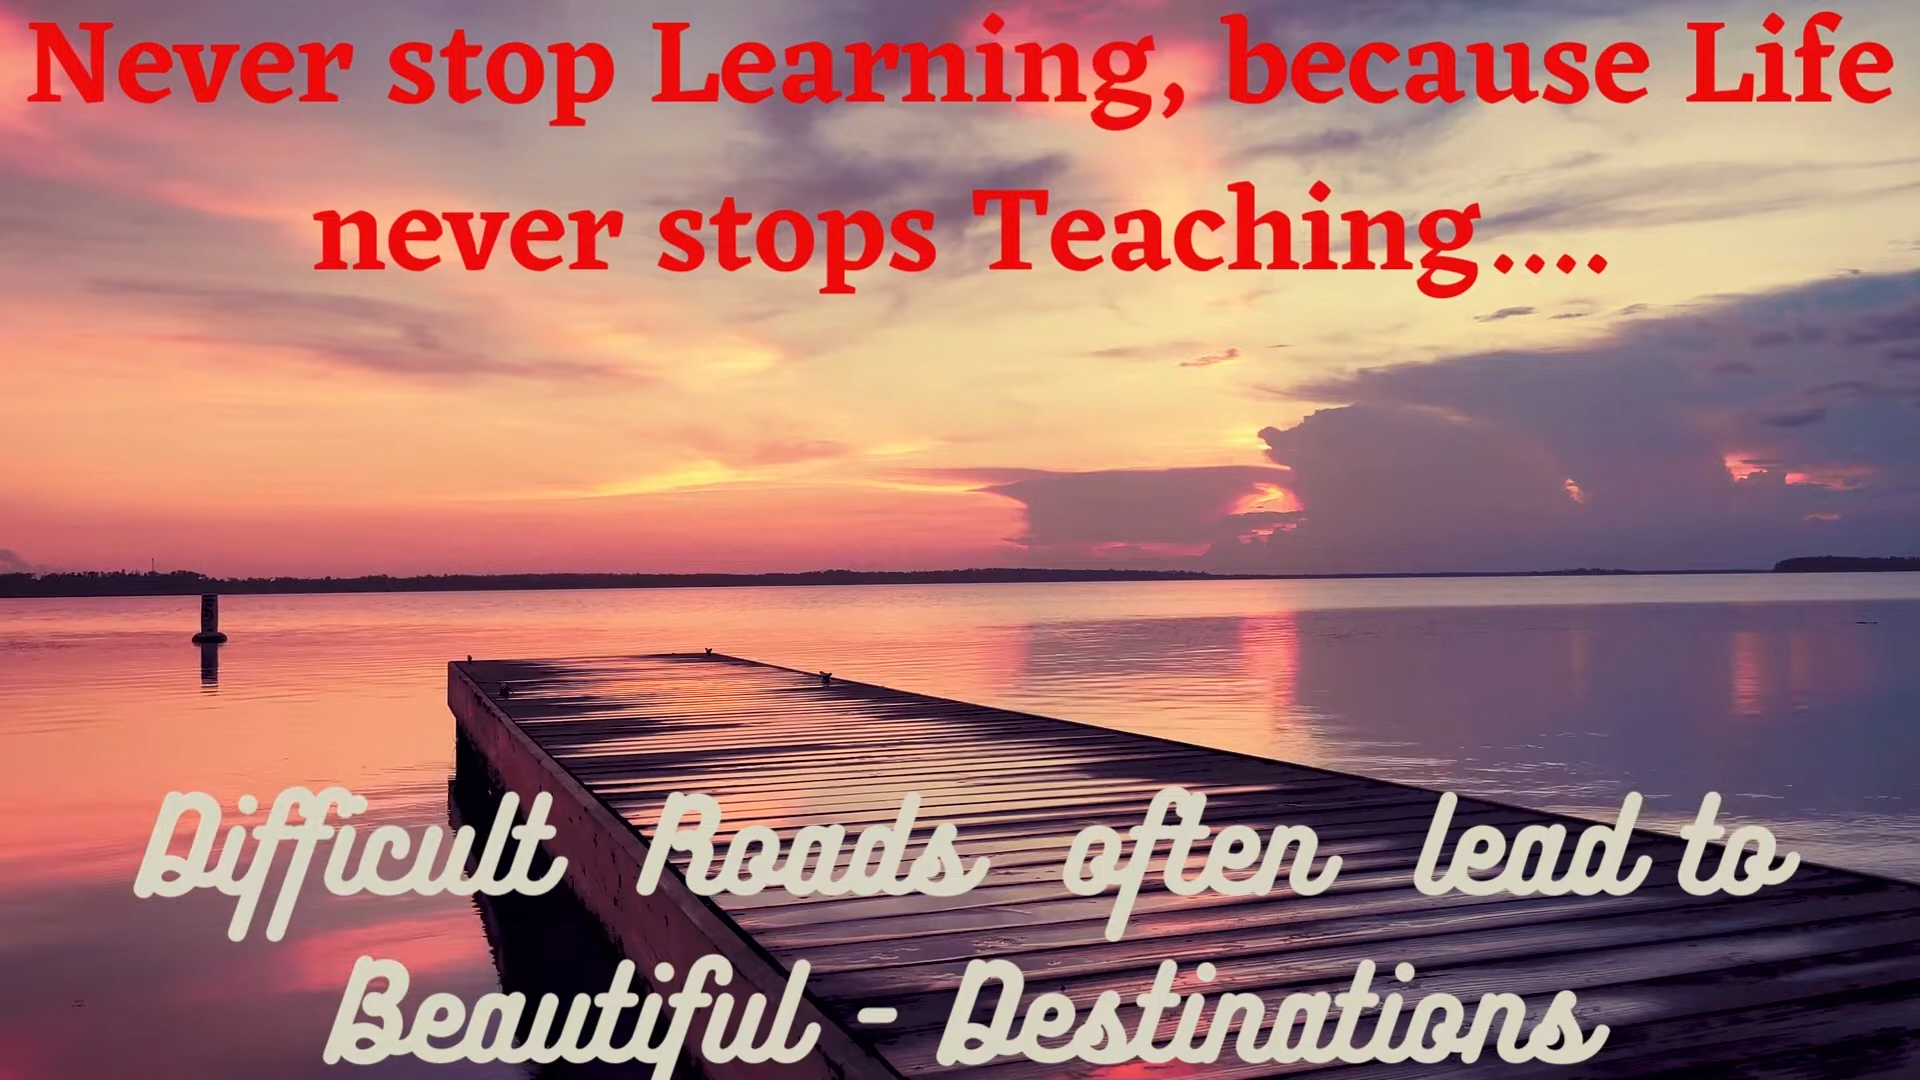 Never stop Learning, because Life
never stops Teaching....
Difficult Roads often lead to
Beautiful - Destinations